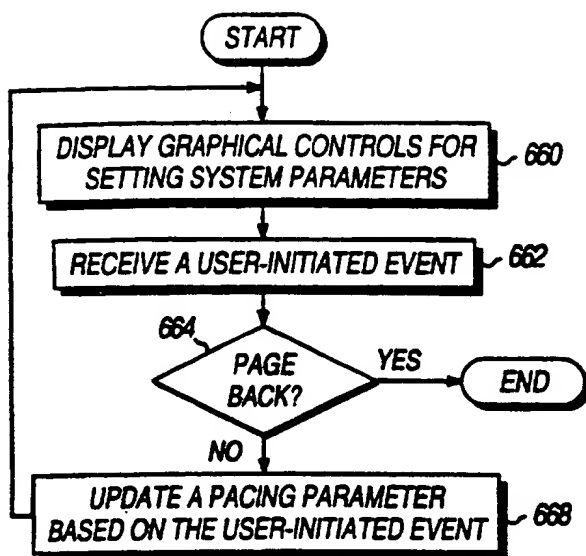 START
DISPLAY GRAPHICAL CONTROLS FOR
SETTING SYSTEM PARAMETERS
660
RECEIVE A USER-INITIATED EVENT
662
664
PAGE
BACK?
YES
END
NO
UPDATE A PACING PARAMETER
BASED ON THE USER-INITIATED EVENT
668